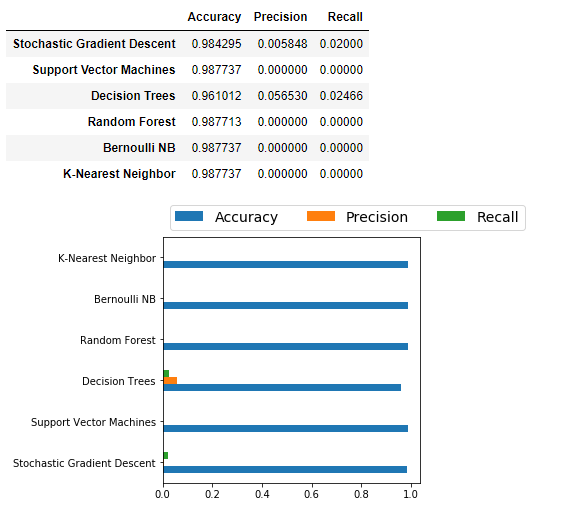 Accuracy Precision Recall
Stochastic Gradient Descent 0.984295 0.005848 0.02000
Support Vector Machines 0.987737 0.000000 0.00000
Decision Trees 0.961012 0.056530 0.02466
Random Forest 0.987713 0.000000 0.00000
Bernoulli NB 0.987737 0.000000 0.00000
K-Nearest Neighbor 0.987737 0.000000 0.00000
Accuracy Precision Recall
K-Nearest Neighbor
Bernoulli NB
Random Forest
Decision Trees
Support Vector Machines
Stochastic Gradient Descent
0.0 0.2 0.4 0.6 0.8 1.0